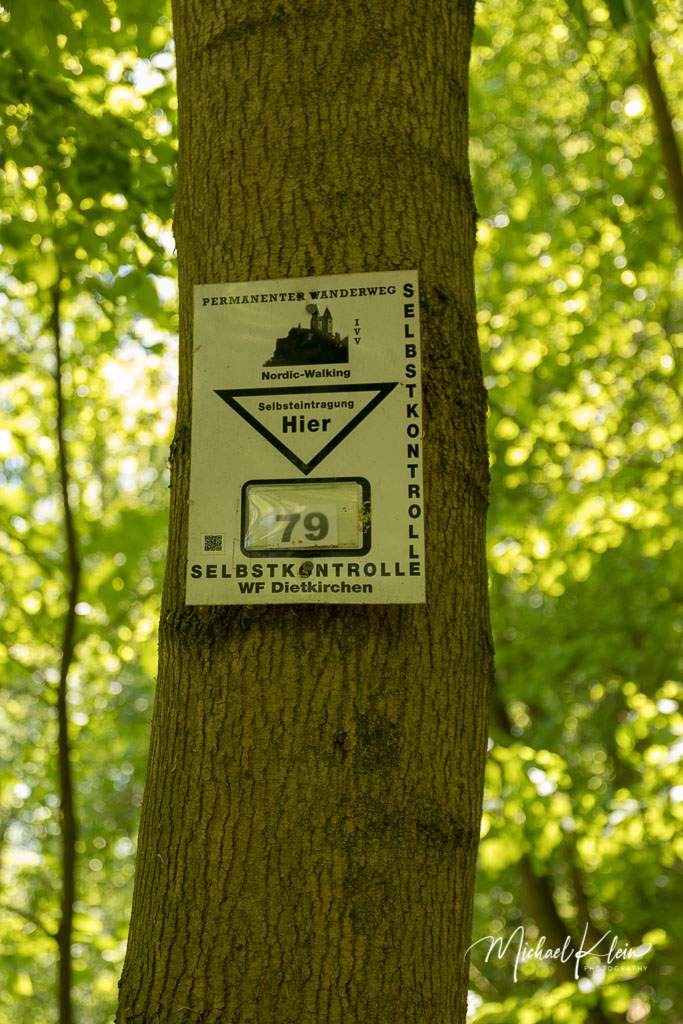 PERMANENTER WANDERWEG
IVV
Nordic-Walking
Selbsteintragung
Hier
79
SELBSTKONTROLLE
SELBSTKONTROLLE
WF Dietkirchen
Michael Klein
PHOTOGRAPHY